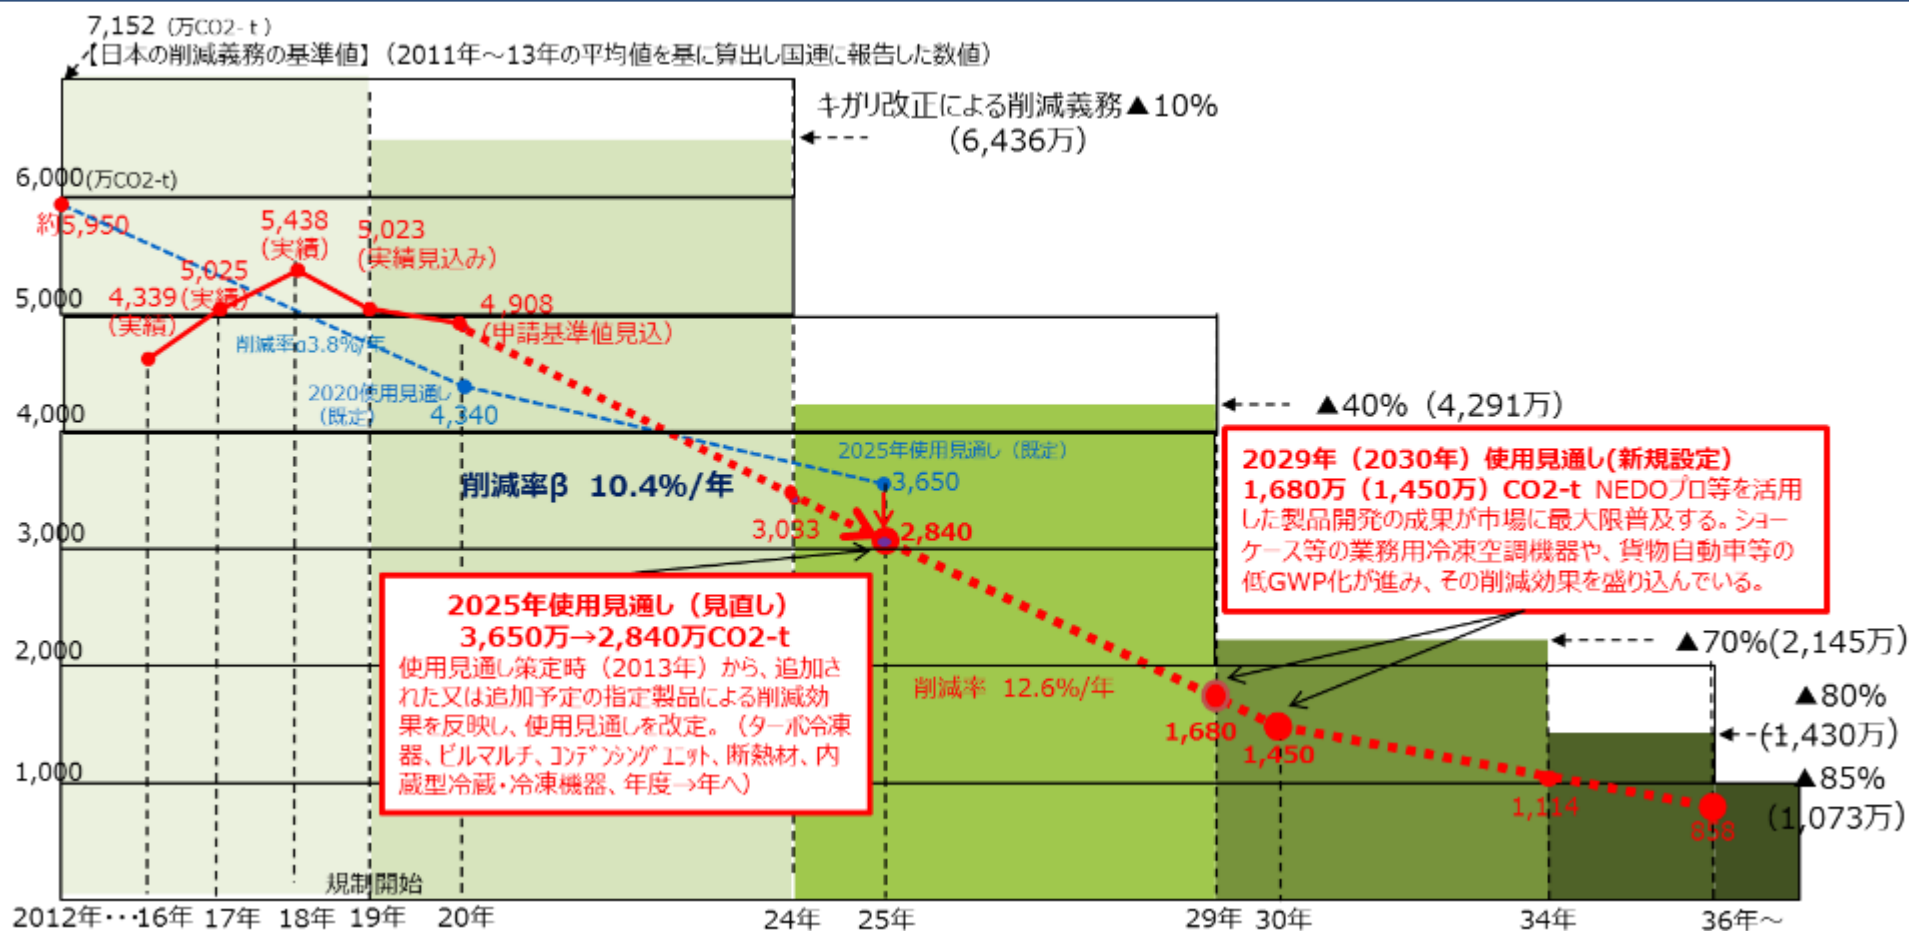 7,152（万CO2-ｔ）
【日本の削減義務の基準値】（2011年～13年の平均値を基に算出し国連に報告した数値）
キガリ改正による削減義務▲10%
（6,436万）
6,000(万CO2-t)
約5,950
5,438
（実績）
5,023
（実績見込み）
5,025
（実績）
5,000
4,339
（実績）
4,908
（申請基準値見込）
削減率α3.8%/年
2020使用見通し
（既定）
4,340
4,000
▲40%（4,291万）
2025年使用見通し（既定）
3,650
削減率β 10.4%/年
2029年（2030年）使用見通し(新規設定)
1,680万（1,450万）CO2-t NEDOプロ等を活用
した製品開発の成果が市場に最大限普及する。ショー
ケース等の業務用冷凍空調機器や、貨物自動車等の
低GWP化が進み、その削減効果を盛り込んでいる。
3,000
3,033
2,840
2025年使用見通し（見直し）
3,650万→2,840万CO2-t
使用見通し策定時（2013年）から、追加さ
れた又は追加予定の指定製品による削減効
果を反映し、使用見通しを改定。（ターボ冷凍
器、ビルマルチ、コンデンシングユニット、断熱材、内
蔵型冷蔵・冷凍機器、年度→年へ）
2,000
▲70%(2,145万)
削減率 12.6%/年
1,680
1,450
▲80%
（1,430万）
1,000
▲85%
（1,073万）
1,114
858
規制開始
2012年・・・16年 17年 18年 19年 20年 24年 25年 29年 30年 34年 36年～